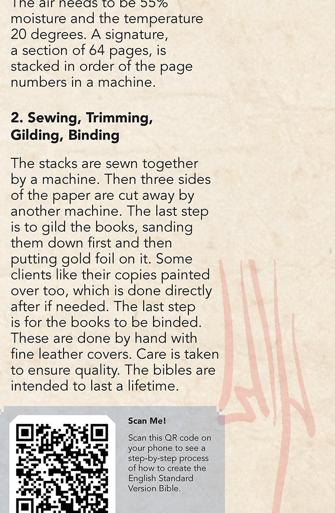 The air needs to be 55%
moisture and the temperature
20 degrees. A signature,
a section of 64 pages, is
stacked in order of the page
numbers in a machine.
2. Sewing, Trimming,
Gilding, Binding
The stacks are sewn together
by a machine. Then three sides
of the paper are cut away by
another machine. The last step
is to gild the books, sanding
them down first and then
putting gold foil on it. Some
clients like their copies painted
over too, which is done directly
after if needed. The last step
is for the books to be binded.
These are done by hand with
fine leather covers. Care is taken
to ensure quality. The bibles are
intended to last a lifetime.
Scan Me!
Scan this QR code on
your phone to see a
step-by-step process
of how to create the
English Standard
Version Bible.